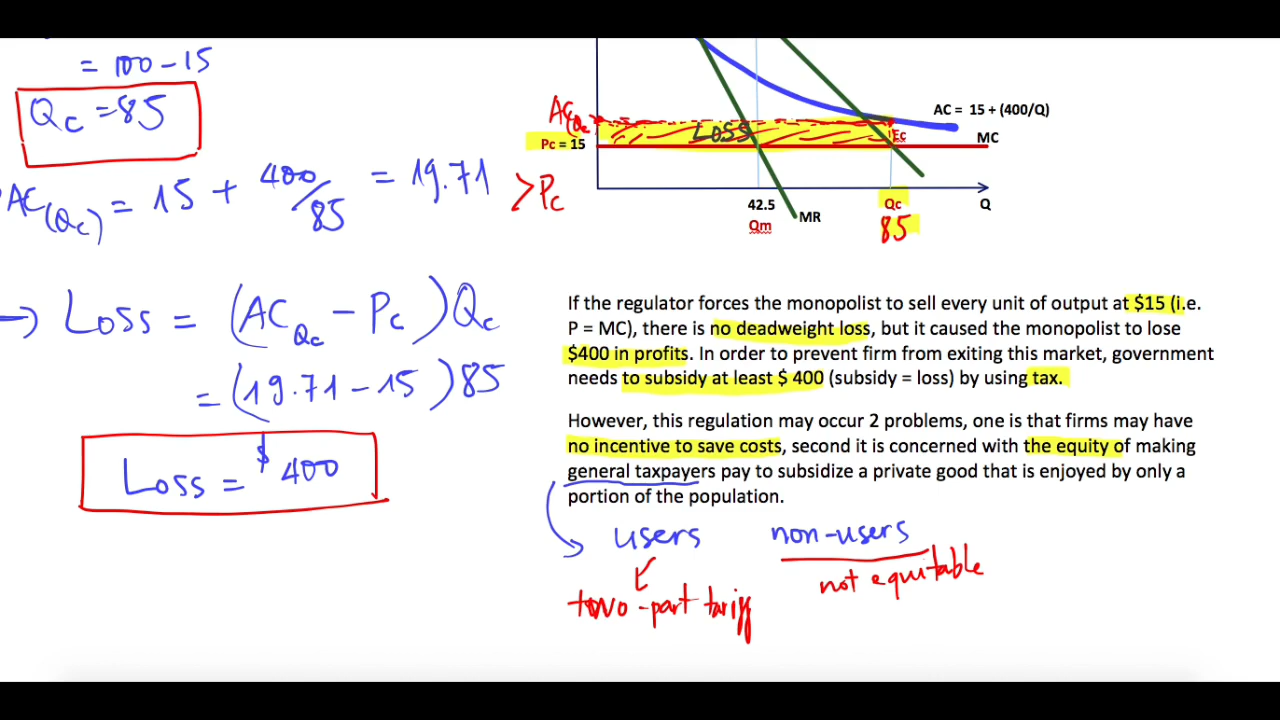 = 100 - 15
Qc = 85
AC(Qc) = 15 + 400/85 = 19.71 > Pc
→ Loss = (ACQc - Pc)Qc
= (19.71 - 15)85
Loss = $400
ACQc
LOSS
Pc = 15
Ec
AC = 15 + (400/Q)
MC
42.5
Qm
MR
Qc
85
Q
If the regulator forces the monopolist to sell every unit of output at $15 (i.e.
P = MC), there is no deadweight loss, but it caused the monopolist to lose
$400 in profits. In order to prevent firm from exiting this market, government
needs to subsidy at least $ 400 (subsidy = loss) by using tax.
However, this regulation may occur 2 problems, one is that firms may have
no incentive to save costs, second it is concerned with the equity of making
general taxpayers pay to subsidize a private good that is enjoyed by only a
portion of the population.
users non-users
two-part tariff not equitable